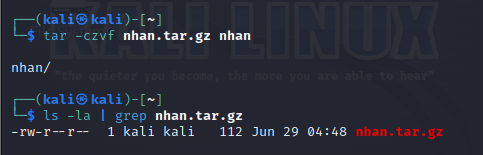 KALI LINUX
┌──(kali㉿kali)-[~]
└─$ tar -czvf nhan.tar.gz nhan
nhan/
"the quieter you become, the more you are able to hear"
┌──(kali㉿kali)-[~]
└─$ ls -la | grep nhan.tar.gz
-rw-r--r--  1 kali kali   112 Jun 29 04:48 nhan.tar.gz